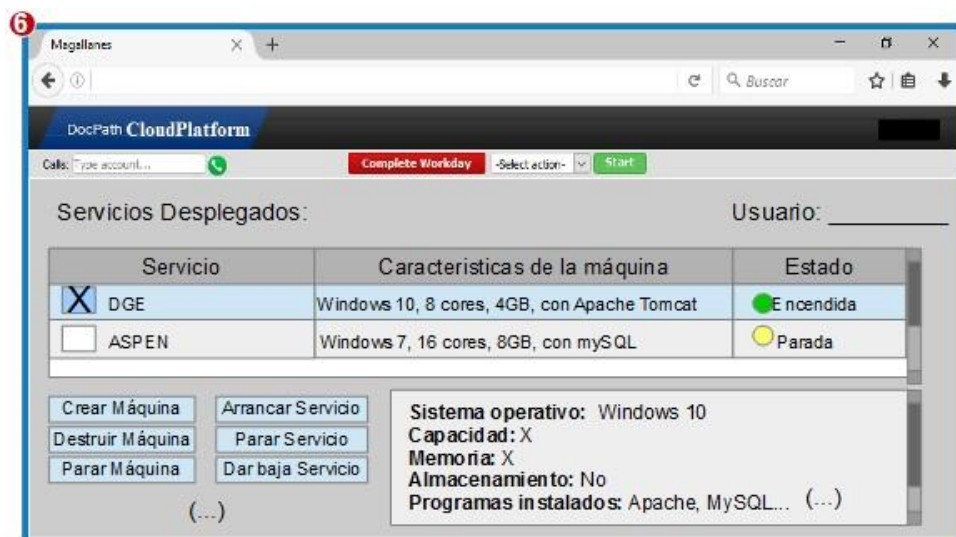 6
Magallanes
Buscar
DocPath CloudPlatform
Calls: Type account... Complete Workday -Select action- Start
Servicios Desplegados: Usuario: __________
Servicio Caracteristicas de la máquina Estado
X DGE Windows 10, 8 cores, 4GB, con Apache Tomcat Encendida
ASPEN Windows 7, 16 cores, 8GB, con mySQL Parada
Crear Máquina Arrancar Servicio
Destruir Máquina Parar Servicio
Parar Máquina Dar baja Servicio
(...)
Sistema operativo: Windows 10
Capacidad: X
Memoria: X
Almacenamiento: No
Programas instalados: Apache, MySQL... (...)